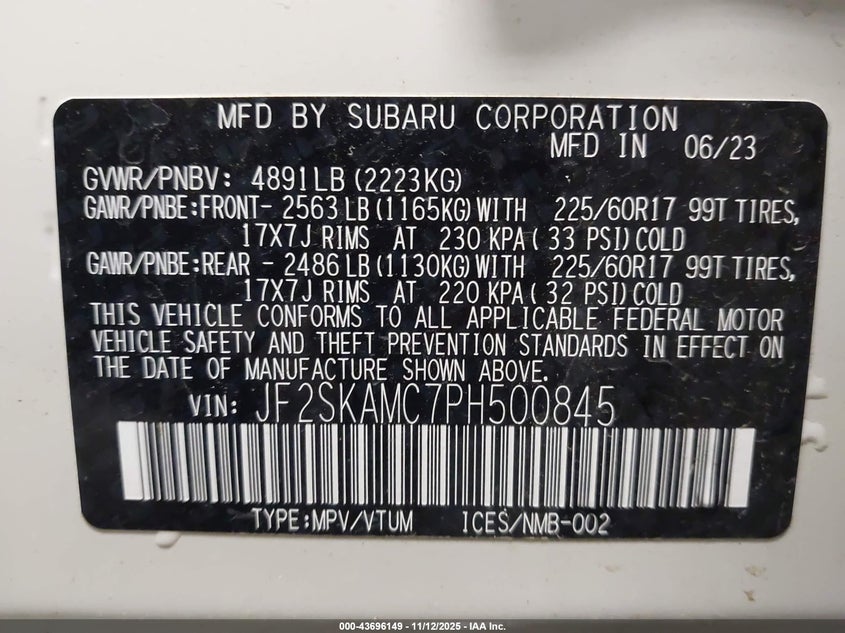 MFD BY SUBARU CORPORATION
MFD IN 06/23
GVWR/PNBV: 4891LB (2223KG)
GAWR/PNBE:FRONT- 2563 LB (1165KG) WITH 225/60R17 99T TIRES,
17X7J RIMS AT 230 KPA ( 33 PSI) COLD
GAWR/PNBE:REAR - 2486 LB (1130KG) WITH 225/60R17 99T TIRES,
17X7J RIMS AT 220 KPA ( 32 PSI) COLD
THIS VEHICLE CONFORMS TO ALL APPLICABLE FEDERAL MOTOR
VEHICLE SAFETY AND THEFT PREVENTION STANDARDS IN EFFECT ON
THE DATE OF MANUFACTURE SHOWN ABOVE.
VIN: JF2SKAMC7PH500845
TYPE:MPV/VTUM ICES/NMB-002
000-43696149 - 11/12/2025 - IAA Inc.